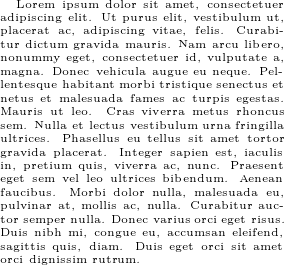 Lorem ipsum dolor sit amet, consectetuer
adipiscing elit. Ut purus elit, vestibulum ut,
placerat ac, adipiscing vitae, felis. Curabi-
tur dictum gravida mauris. Nam arcu libero,
nonummy eget, consectetuer id, vulputate a,
magna. Donec vehicula augue eu neque. Pel-
lentesque habitant morbi tristique senectus et
netus et malesuada fames ac turpis egestas.
Mauris ut leo. Cras viverra metus rhoncus
sem. Nulla et lectus vestibulum urna fringilla
ultrices. Phasellus eu tellus sit amet tortor
gravida placerat. Integer sapien est, iaculis
in, pretium quis, viverra ac, nunc. Praesent
eget sem vel leo ultrices bibendum. Aenean
faucibus. Morbi dolor nulla, malesuada eu,
pulvinar at, mollis ac, nulla. Curabitur auc-
tor semper nulla. Donec varius orci eget risus.
Duis nibh mi, congue eu, accumsan eleifend,
sagittis quis, diam. Duis eget orci sit amet
orci dignissim rutrum.